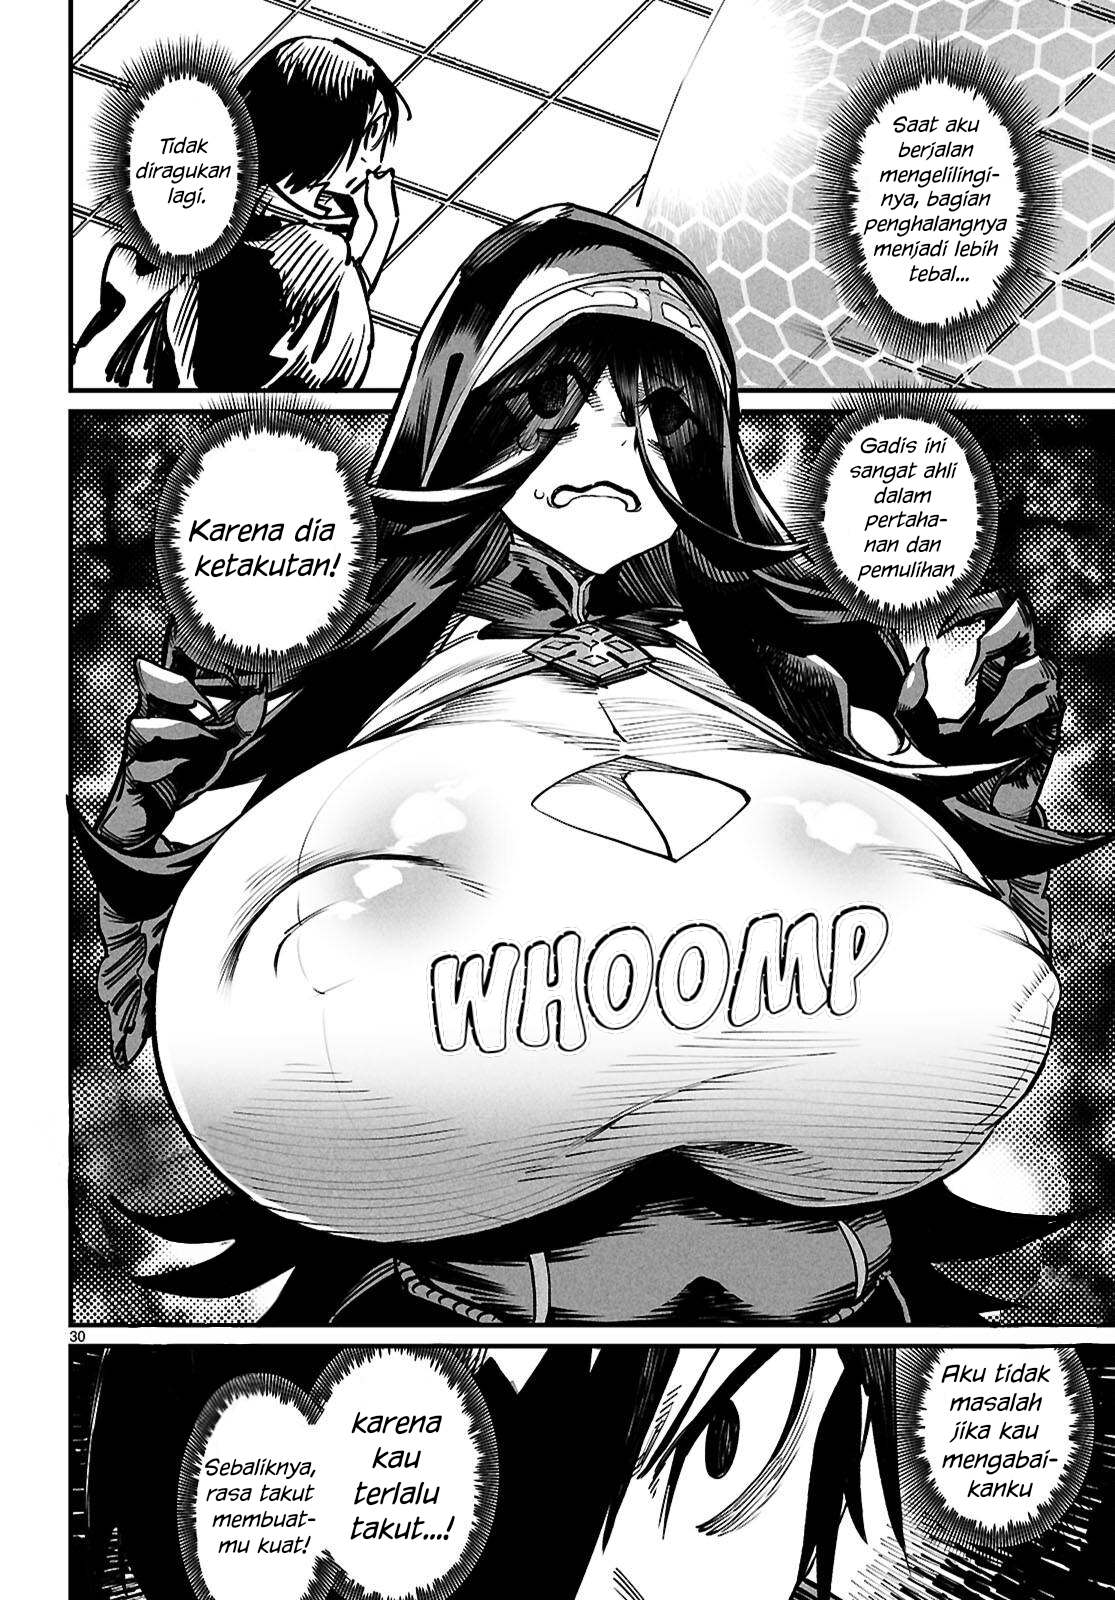 Saat aku
berjalan
mengelilingi-
nya, bagian
penghalangnya
menjadi lebih
tebal...
Tidak
diragukan
lagi.
Gadis ini
sangat ahli
dalam
pertaha-
nan dan
pemulihan
Karena dia
ketakutan!
WHOOMP
30
Aku tidak
masalah
jika kau
mengabai-
kanku
karena
kau
terlalu
takut...!
Sebaliknya,
rasa takut
membuat-
mu kuat!